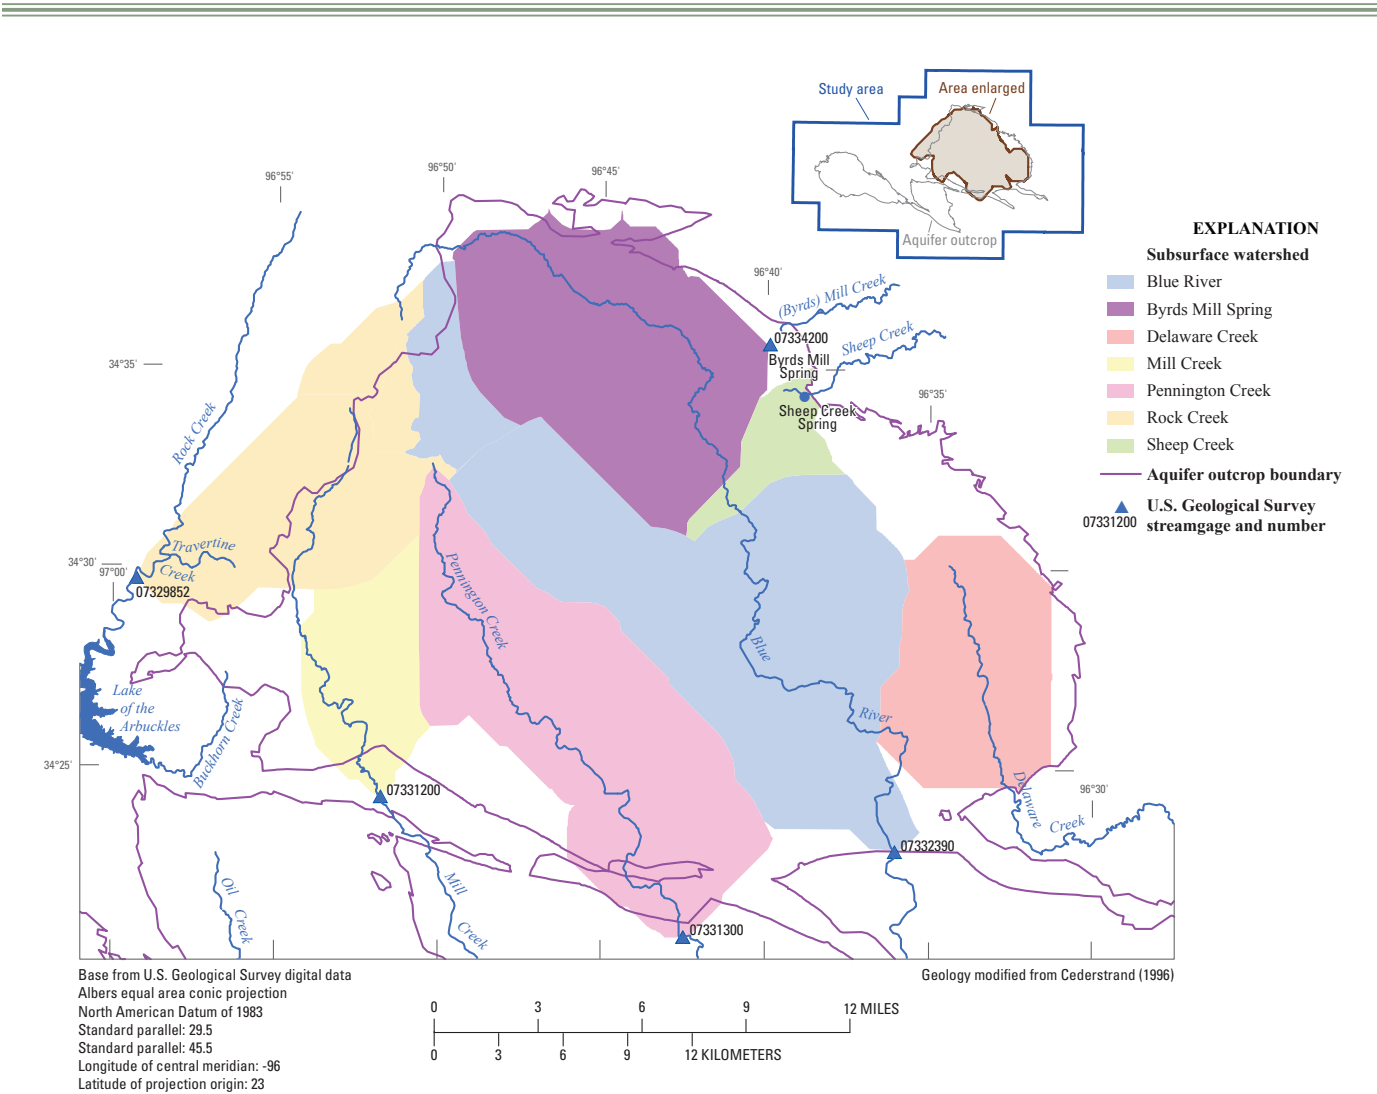 Study area
Area enlarged
Aquifer outcrop
96°55'
96°50'
96°45'
96°40'
96°35'
96°30'
34°35'
34°30'
97°00'
34°25'
(Byrds) Mill Creek
07334200
Byrds Mill
Spring
Sheep Creek
Sheep Creek
Spring
Rock Creek
Travertine
Creek
07329852
Pennington Creek
Blue
River
Lake
of the
Arbuckles
Buckhorn Creek
07331200
Delaware
Creek
07332390
Oil
Creek
Mill
Creek
07331300
EXPLANATION
Subsurface watershed
Blue River
Byrds Mill Spring
Delaware Creek
Mill Creek
Pennington Creek
Rock Creek
Sheep Creek
Aquifer outcrop boundary
07331200
U.S. Geological Survey
streamgage and number
Base from U.S. Geological Survey digital data
Albers equal area conic projection
North American Datum of 1983
Standard parallel: 29.5
Standard parallel: 45.5
Longitude of central meridian: -96
Latitude of projection origin: 23
Geology modified from Cederstrand (1996)
0 3 6 9 12 MILES
0 3 6 9 12 KILOMETERS